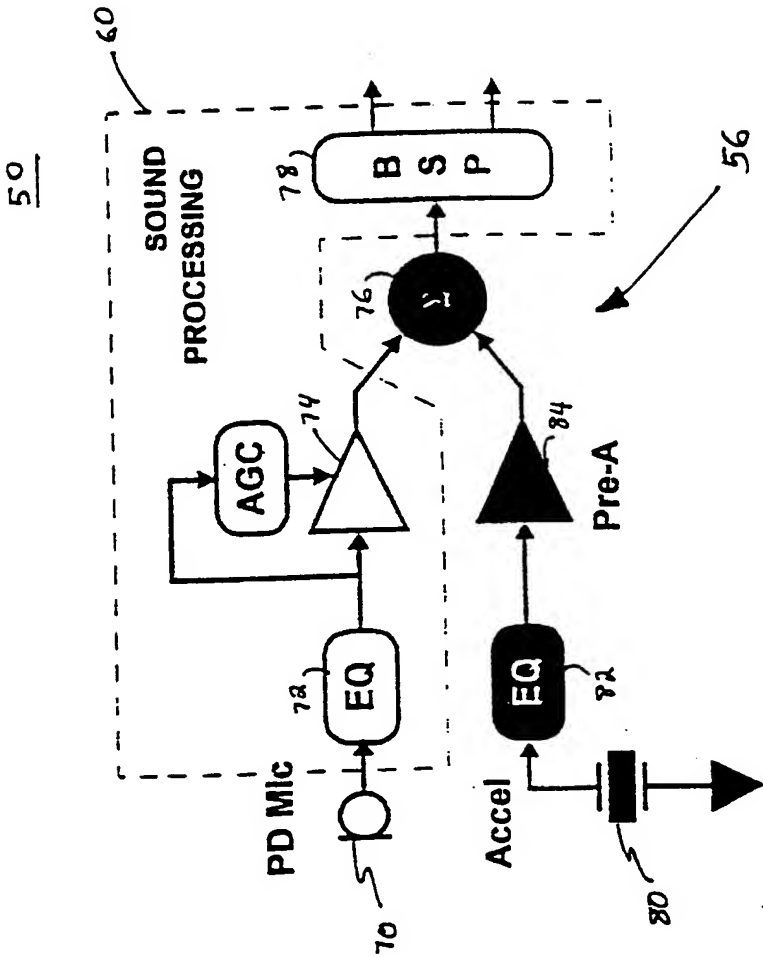 50
60
SOUND
PROCESSING
AGC
74
76
Σ
78
B S P
72
EQ
PD Mic
70
56
84
Pre-A
EQ
82
Accel
80